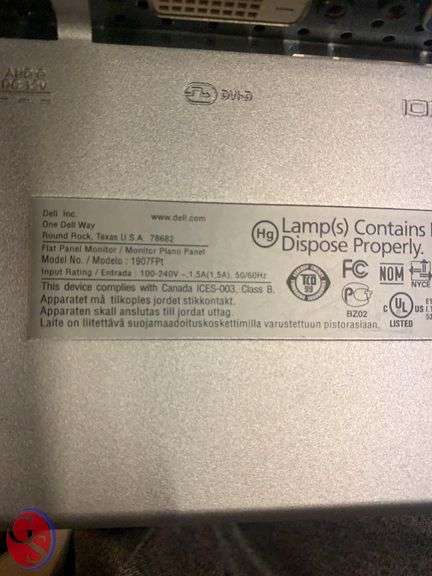 DVI-D
Dell Inc.
www.dell.com
One Dell Way
Round Rock, Texas U.S.A. 78682
Flat Panel Monitor / Monitor Plano Panel
Model No. / Modelo : 1907FPt
Input Rating / Entrada : 100-240V ~,1.5A(1,5A), 50/60Hz
This device complies with Canada ICES-003, Class B.
Apparatet må tilkoples jordet stikkontakt.
Apparaten skall anslutas till jordat uttag.
Laite on liitettävä suojamaadoituskoskettimilla varustettuun pistorasiaan.
Hg
Lamp(s) Contains
Dispose Properly.
TCO
99
FC
NOM
NYCE
BZ02
C UL US
LISTED